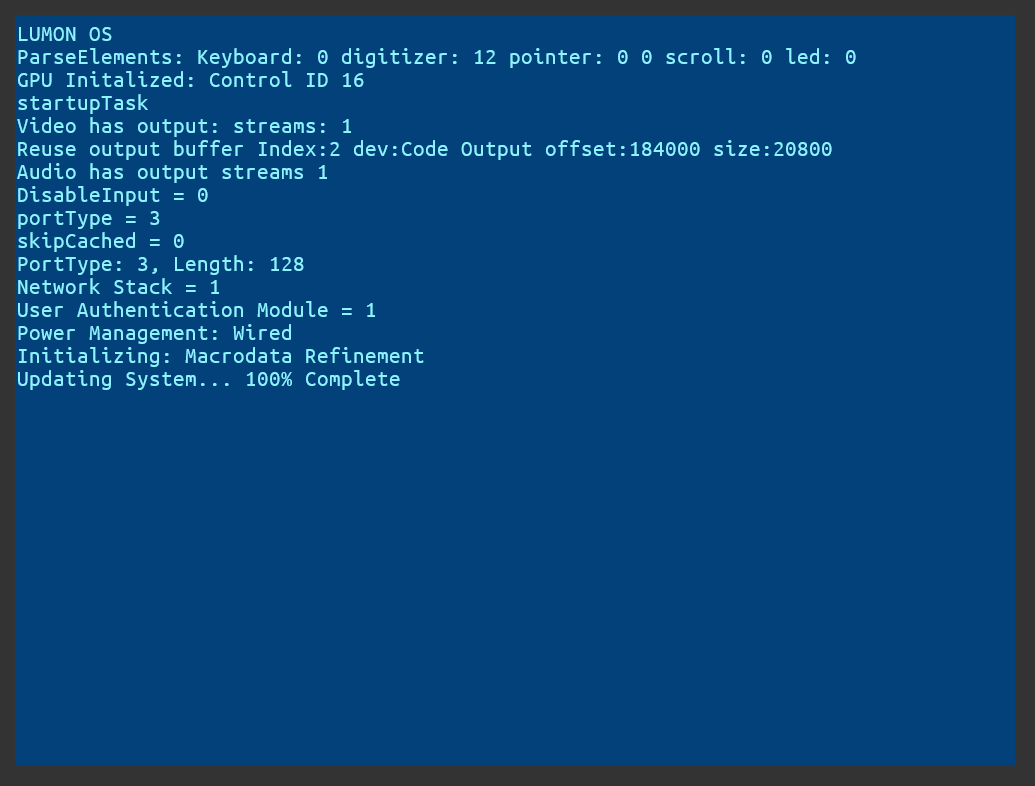 LUMON OS
ParseElements: Keyboard: 0 digitizer: 12 pointer: 0 0 scroll: 0 led: 0
GPU Initalized: Control ID 16
startupTask
Video has output: streams: 1
Reuse output buffer Index:2 dev:Code Output offset:184000 size:20800
Audio has output streams 1
DisableInput = 0
portType = 3
skipCached = 0
PortType: 3, Length: 128
Network Stack = 1
User Authentication Module = 1
Power Management: Wired
Initializing: Macrodata Refinement
Updating System... 100% Complete